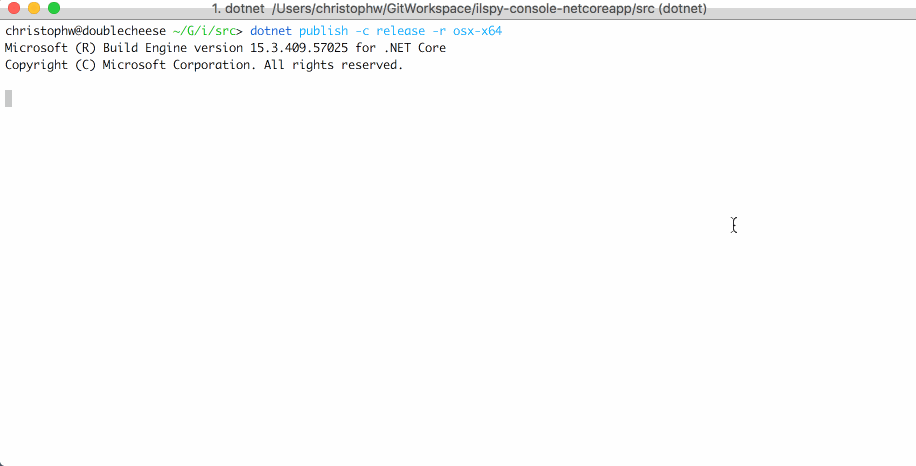 1. dotnet  /Users/christophw/GitWorkspace/ilspy-console-netcoreapp/src (dotnet)
christophw@doublecheese ~/G/i/src> dotnet publish -c release -r osx-x64
Microsoft (R) Build Engine version 15.3.409.57025 for .NET Core
Copyright (C) Microsoft Corporation. All rights reserved.